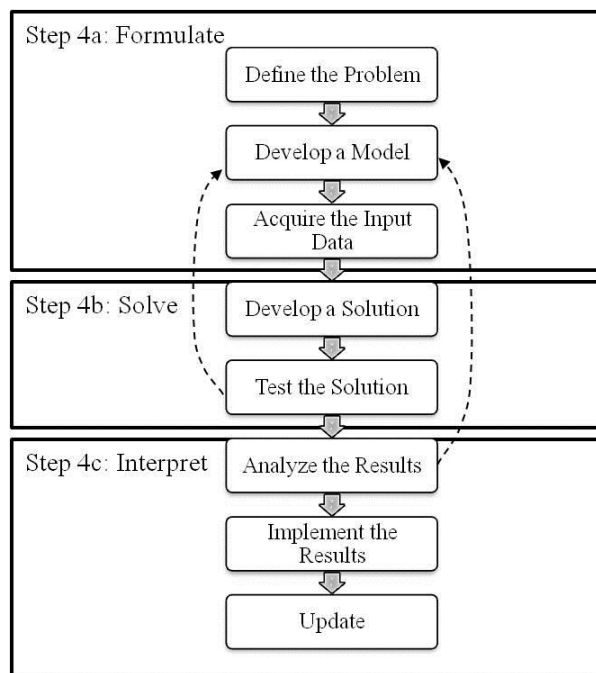 Step 4a: Formulate
Define the Problem
Develop a Model
Acquire the Input
Data
Step 4b: Solve
Develop a Solution
Test the Solution
Step 4c: Interpret
Analyze the Results
Implement the
Results
Update